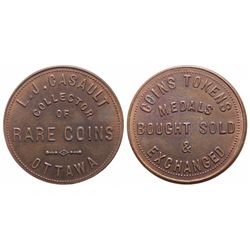 L.J. CASAULT
COLLECTOR
OF
RARE COINS
OTTAWA
COINS TOKENS
MEDALS
BOUGHT SOLD
&
EXCHANGED